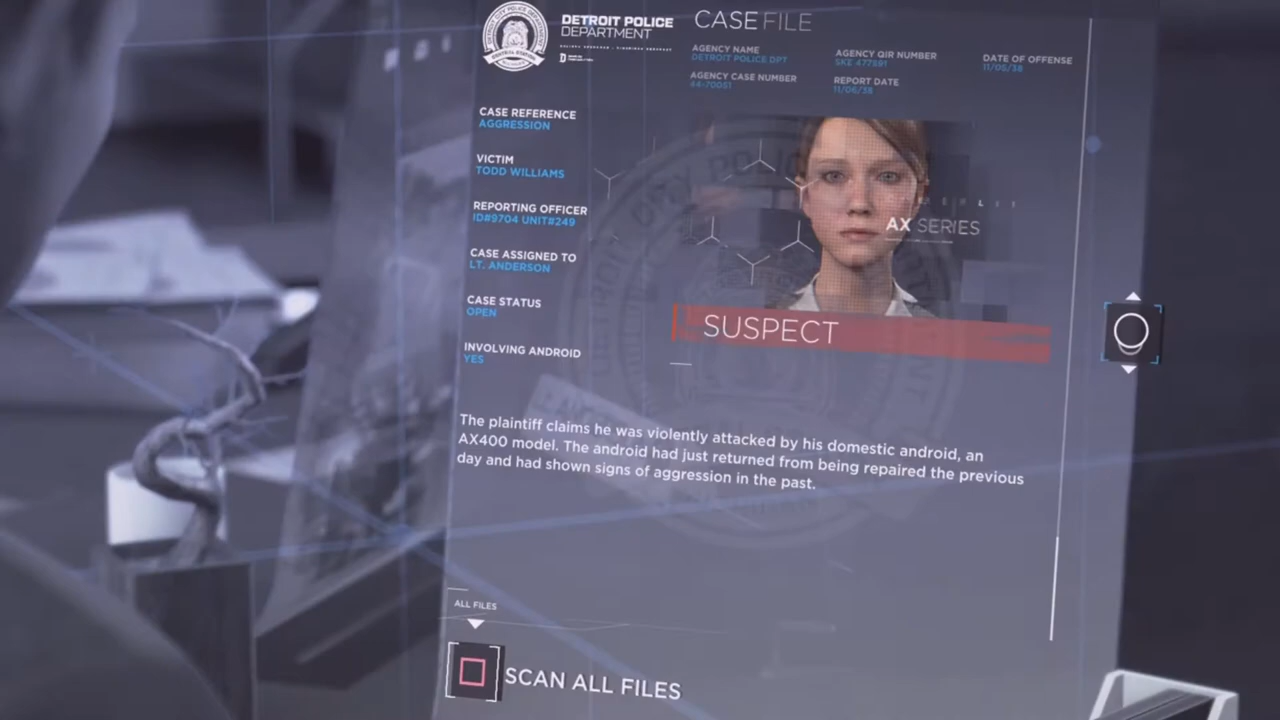 DETROIT POLICE
DEPARTMENT
CASE FILE
AGENCY NAME
DETROIT POLICE DPT
AGENCY QIR NUMBER
SKE 477591
DATE OF OFFENSE
11/05/38
AGENCY CASE NUMBER
44-70051
REPORT DATE
11/06/38
CASE REFERENCE
AGGRESSION
VICTIM
TODD WILLIAMS
REPORTING OFFICER
ID#9704 UNIT#249
CASE ASSIGNED TO
LT. ANDERSON
CASE STATUS
OPEN
INVOLVING ANDROID
YES
AX SERIES
SUSPECT
The plaintiff claims he was violently attacked by his domestic android, an
AX400 model. The android had just returned from being repaired the previous
day and had shown signs of aggression in the past.
ALL FILES
SCAN ALL FILES